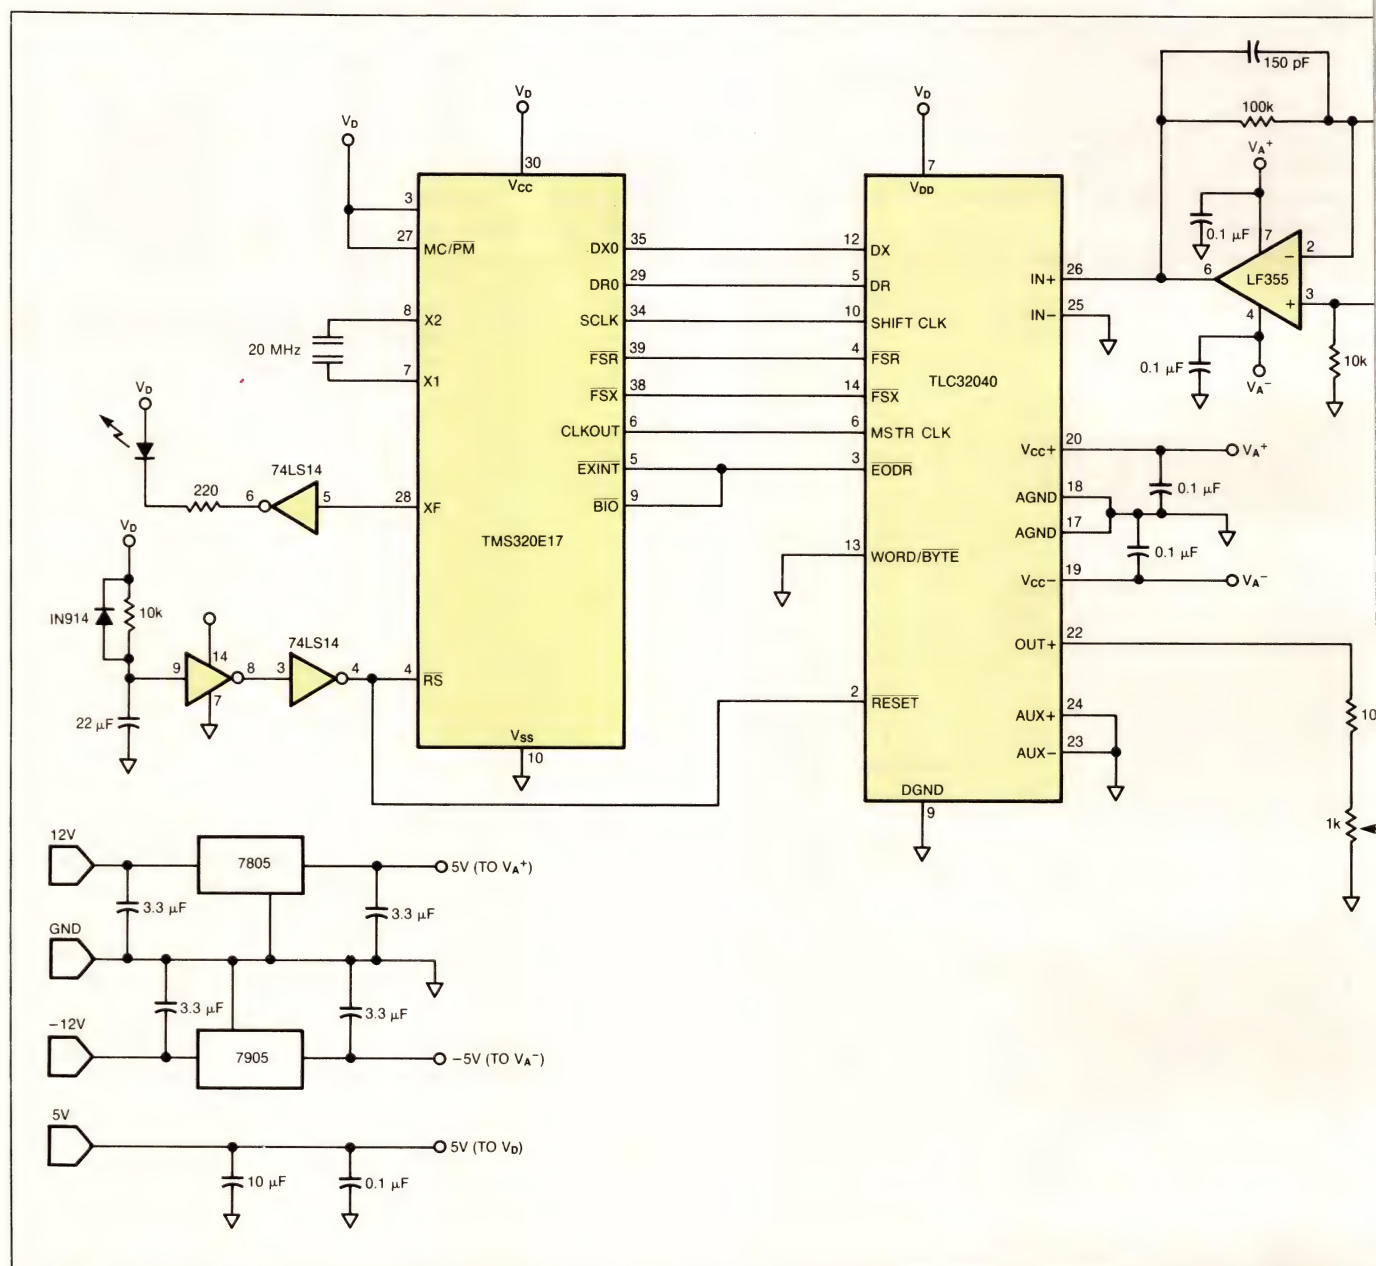 150 pF
100k
VD
VD
VD
VA+
30
7
VCC
VDD
3
27
MC/PM
DX0
35
12
DX
0.1 µF
7
2
−
6
LF355
DR0
29
5
DR
IN+
26
3
+
8
X2
SCLK
34
10
SHIFT CLK
IN−
25
4
20 MHz
FSR
39
4
FSR
0.1 µF
10k
7
X1
FSX
38
14
FSX
TLC32040
VA−
VD
CLKOUT
6
6
MSTR CLK
VCC+
20
VA+
74LS14
EXINT
5
3
EODR
220
6
5
28
XF
BIO
9
AGND
18
0.1 µF
AGND
17
VD
TMS320E17
13
WORD/BYTE
0.1 µF
VCC−
19
VA−
IN914
10k
74LS14
OUT+
22
9
14
8
3
4
4
RS
7
2
RESET
22 µF
AUX+
24
10
VSS
AUX−
23
10
DGND
9
1k
12V
7805
5V (TO VA+)
3.3 µF
3.3 µF
GND
3.3 µF
3.3 µF
−12V
7905
−5V (TO VA−)
5V
5V (TO VD)
10 µF
0.1 µF